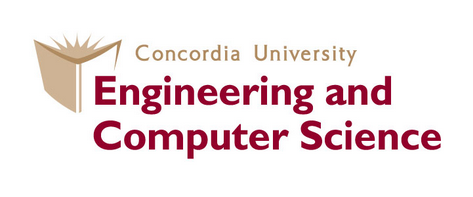 Concordia University
Engineering and
Computer Science